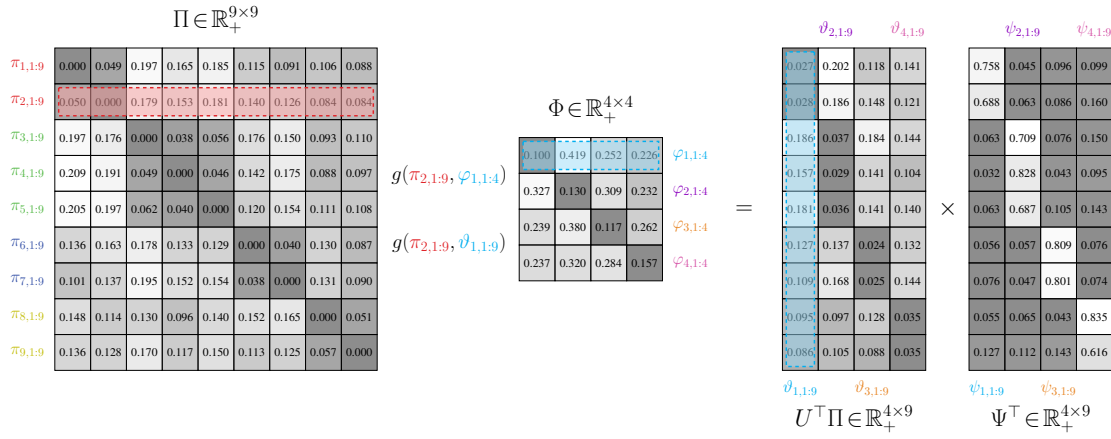 Π ∈ ℝ₊^{9×9}
π_{1,1:9} 0.000 0.049 0.197 0.165 0.185 0.115 0.091 0.106 0.088
π_{2,1:9} 0.050 0.000 0.179 0.153 0.181 0.140 0.126 0.084 0.084
π_{3,1:9} 0.197 0.176 0.000 0.038 0.056 0.176 0.150 0.093 0.110
π_{4,1:9} 0.209 0.191 0.049 0.000 0.046 0.142 0.175 0.088 0.097
π_{5,1:9} 0.205 0.197 0.062 0.040 0.000 0.120 0.154 0.111 0.108
π_{6,1:9} 0.136 0.163 0.178 0.133 0.129 0.000 0.040 0.130 0.087
π_{7,1:9} 0.101 0.137 0.195 0.152 0.154 0.038 0.000 0.131 0.090
π_{8,1:9} 0.148 0.114 0.130 0.096 0.140 0.152 0.165 0.000 0.051
π_{9,1:9} 0.136 0.128 0.170 0.117 0.150 0.113 0.125 0.057 0.000
g(π_{2,1:9}, φ_{1,1:4})
g(π_{2,1:9}, ϑ_{1,1:9})
Φ ∈ ℝ₊^{4×4}
0.100 0.419 0.252 0.226 φ_{1,1:4}
0.327 0.130 0.309 0.232 φ_{2,1:4}
0.239 0.380 0.117 0.262 φ_{3,1:4}
0.237 0.320 0.284 0.157 φ_{4,1:4}
=
ϑ_{2,1:9} ϑ_{4,1:9}
0.027 0.202 0.118 0.141
0.028 0.186 0.148 0.121
0.186 0.037 0.184 0.144
0.157 0.029 0.141 0.104
0.181 0.036 0.141 0.140
0.127 0.137 0.024 0.132
0.109 0.168 0.025 0.144
0.095 0.097 0.128 0.035
0.086 0.105 0.088 0.035
ϑ_{1,1:9} ϑ_{3,1:9}
U^⊤Π ∈ ℝ₊^{4×9}
×
ψ_{2,1:9} ψ_{4,1:9}
0.758 0.045 0.096 0.099
0.688 0.063 0.086 0.160
0.063 0.709 0.076 0.150
0.032 0.828 0.043 0.095
0.063 0.687 0.105 0.143
0.056 0.057 0.809 0.076
0.076 0.047 0.801 0.074
0.055 0.065 0.043 0.835
0.127 0.112 0.143 0.616
ψ_{1,1:9} ψ_{3,1:9}
Ψ^⊤ ∈ ℝ₊^{4×9}